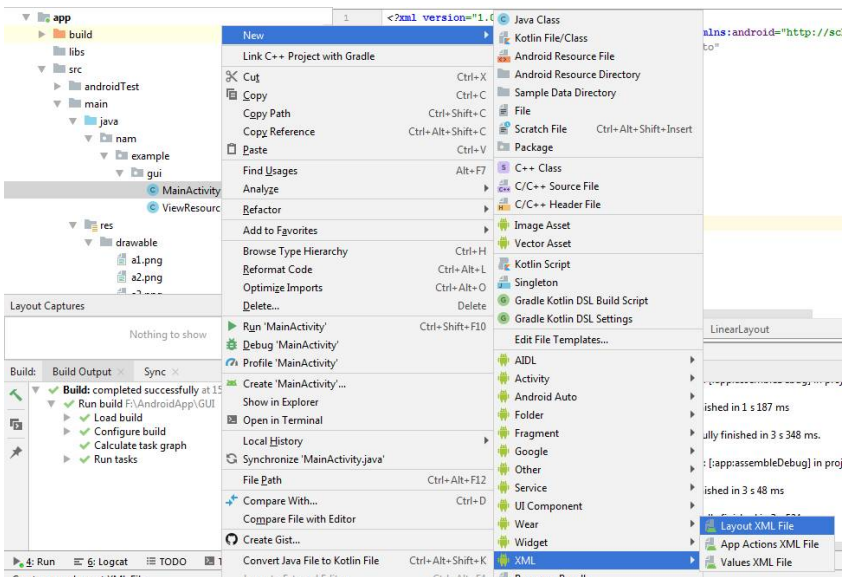 app
build
libs
src
androidTest
main
java
nam
example
gui
MainActivity
ViewResourc
res
drawable
a1.png
a2.png
Layout Captures
Nothing to show
Build: Build Output × Sync ×
Build: completed successfully at 15
Run build F:\AndroidApp\GUI
Load build
Configure build
Calculate task graph
Run tasks
4: Run 6: Logcat TODO
1 <?xml version="1.0
New
Link C++ Project with Gradle
Cut Ctrl+X
Copy Ctrl+C
Copy Path Ctrl+Shift+C
Copy Reference Ctrl+Alt+Shift+C
Paste Ctrl+V
Find Usages Alt+F7
Analyze
Refactor
Add to Favorites
Browse Type Hierarchy Ctrl+H
Reformat Code Ctrl+Alt+L
Optimize Imports Ctrl+Alt+O
Delete... Delete
Run 'MainActivity' Ctrl+Shift+F10
Debug 'MainActivity'
Profile 'MainActivity'
Create 'MainActivity'...
Show in Explorer
Open in Terminal
Local History
Synchronize 'MainActivity.java'
File Path Ctrl+Alt+F12
Compare With... Ctrl+D
Compare File with Editor
Create Gist...
Convert Java File to Kotlin File Ctrl+Alt+Shift+K
Java Class
Kotlin File/Class
Android Resource File
Android Resource Directory
Sample Data Directory
File
Scratch File Ctrl+Alt+Shift+Insert
Package
C++ Class
C/C++ Source File
C/C++ Header File
Image Asset
Vector Asset
Kotlin Script
Singleton
Gradle Kotlin DSL Build Script
Gradle Kotlin DSL Settings
Edit File Templates...
AIDL
Activity
Android Auto
Folder
Fragment
Google
Other
Service
UI Component
Wear
Widget
XML
Layout XML File
App Actions XML File
Values XML File
mlns:android="http://sc
to"
LinearLayout
ished in 1 s 187 ms
ully finished in 3 s 348 ms.
: [:app:assembleDebug] in proj
ished in 3 s 48 ms